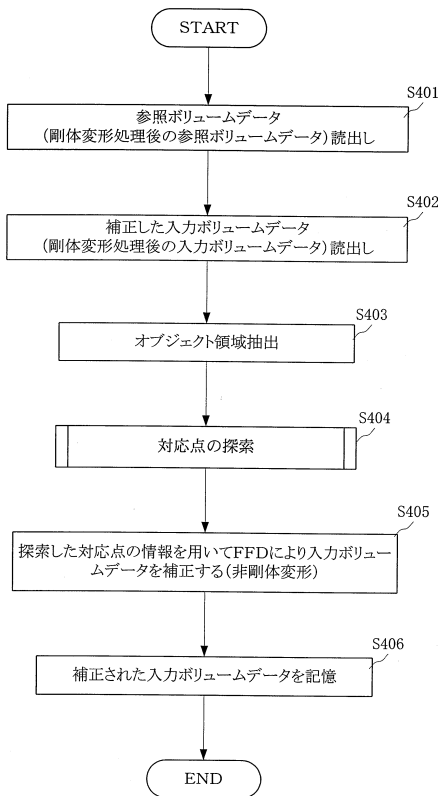 START
S401
参照ボリュームデータ
(剛体変形処理後の参照ボリュームデータ)読出し
S402
補正した入力ボリュームデータ
(剛体変形処理後の入力ボリュームデータ)読出し
S403
オブジェクト領域抽出
S404
対応点の探索
S405
探索した対応点の情報を用いてFFDにより入力ボリュー
ムデータを補正する(非剛体変形)
S406
補正された入力ボリュームデータを記憶
END